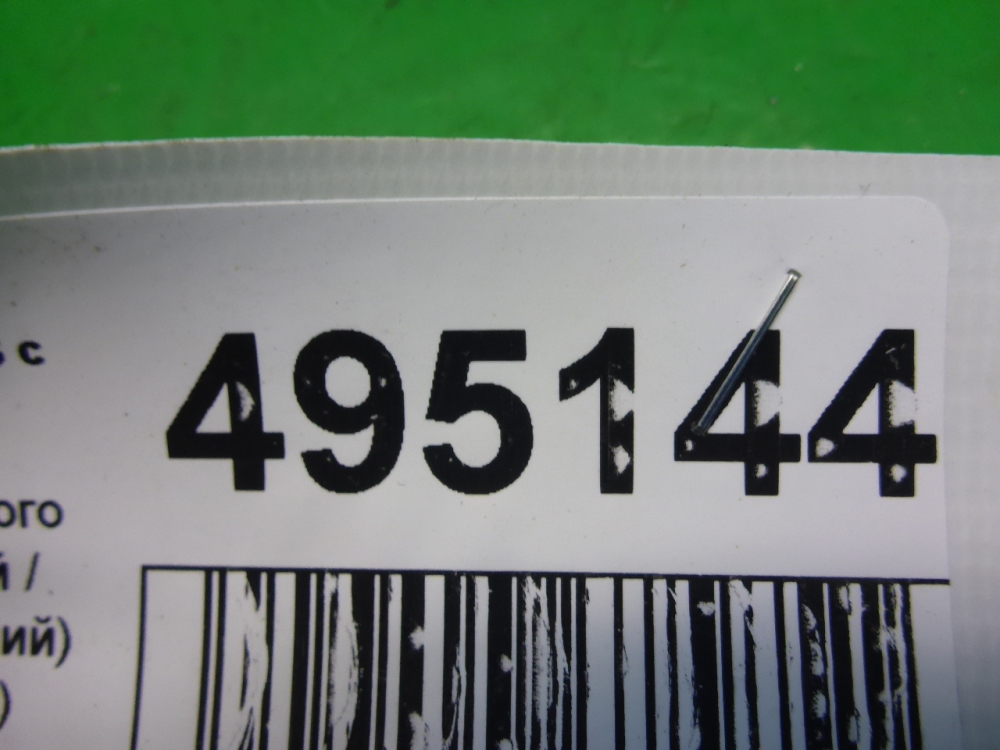 с
495144
ого
й /
ий)
)